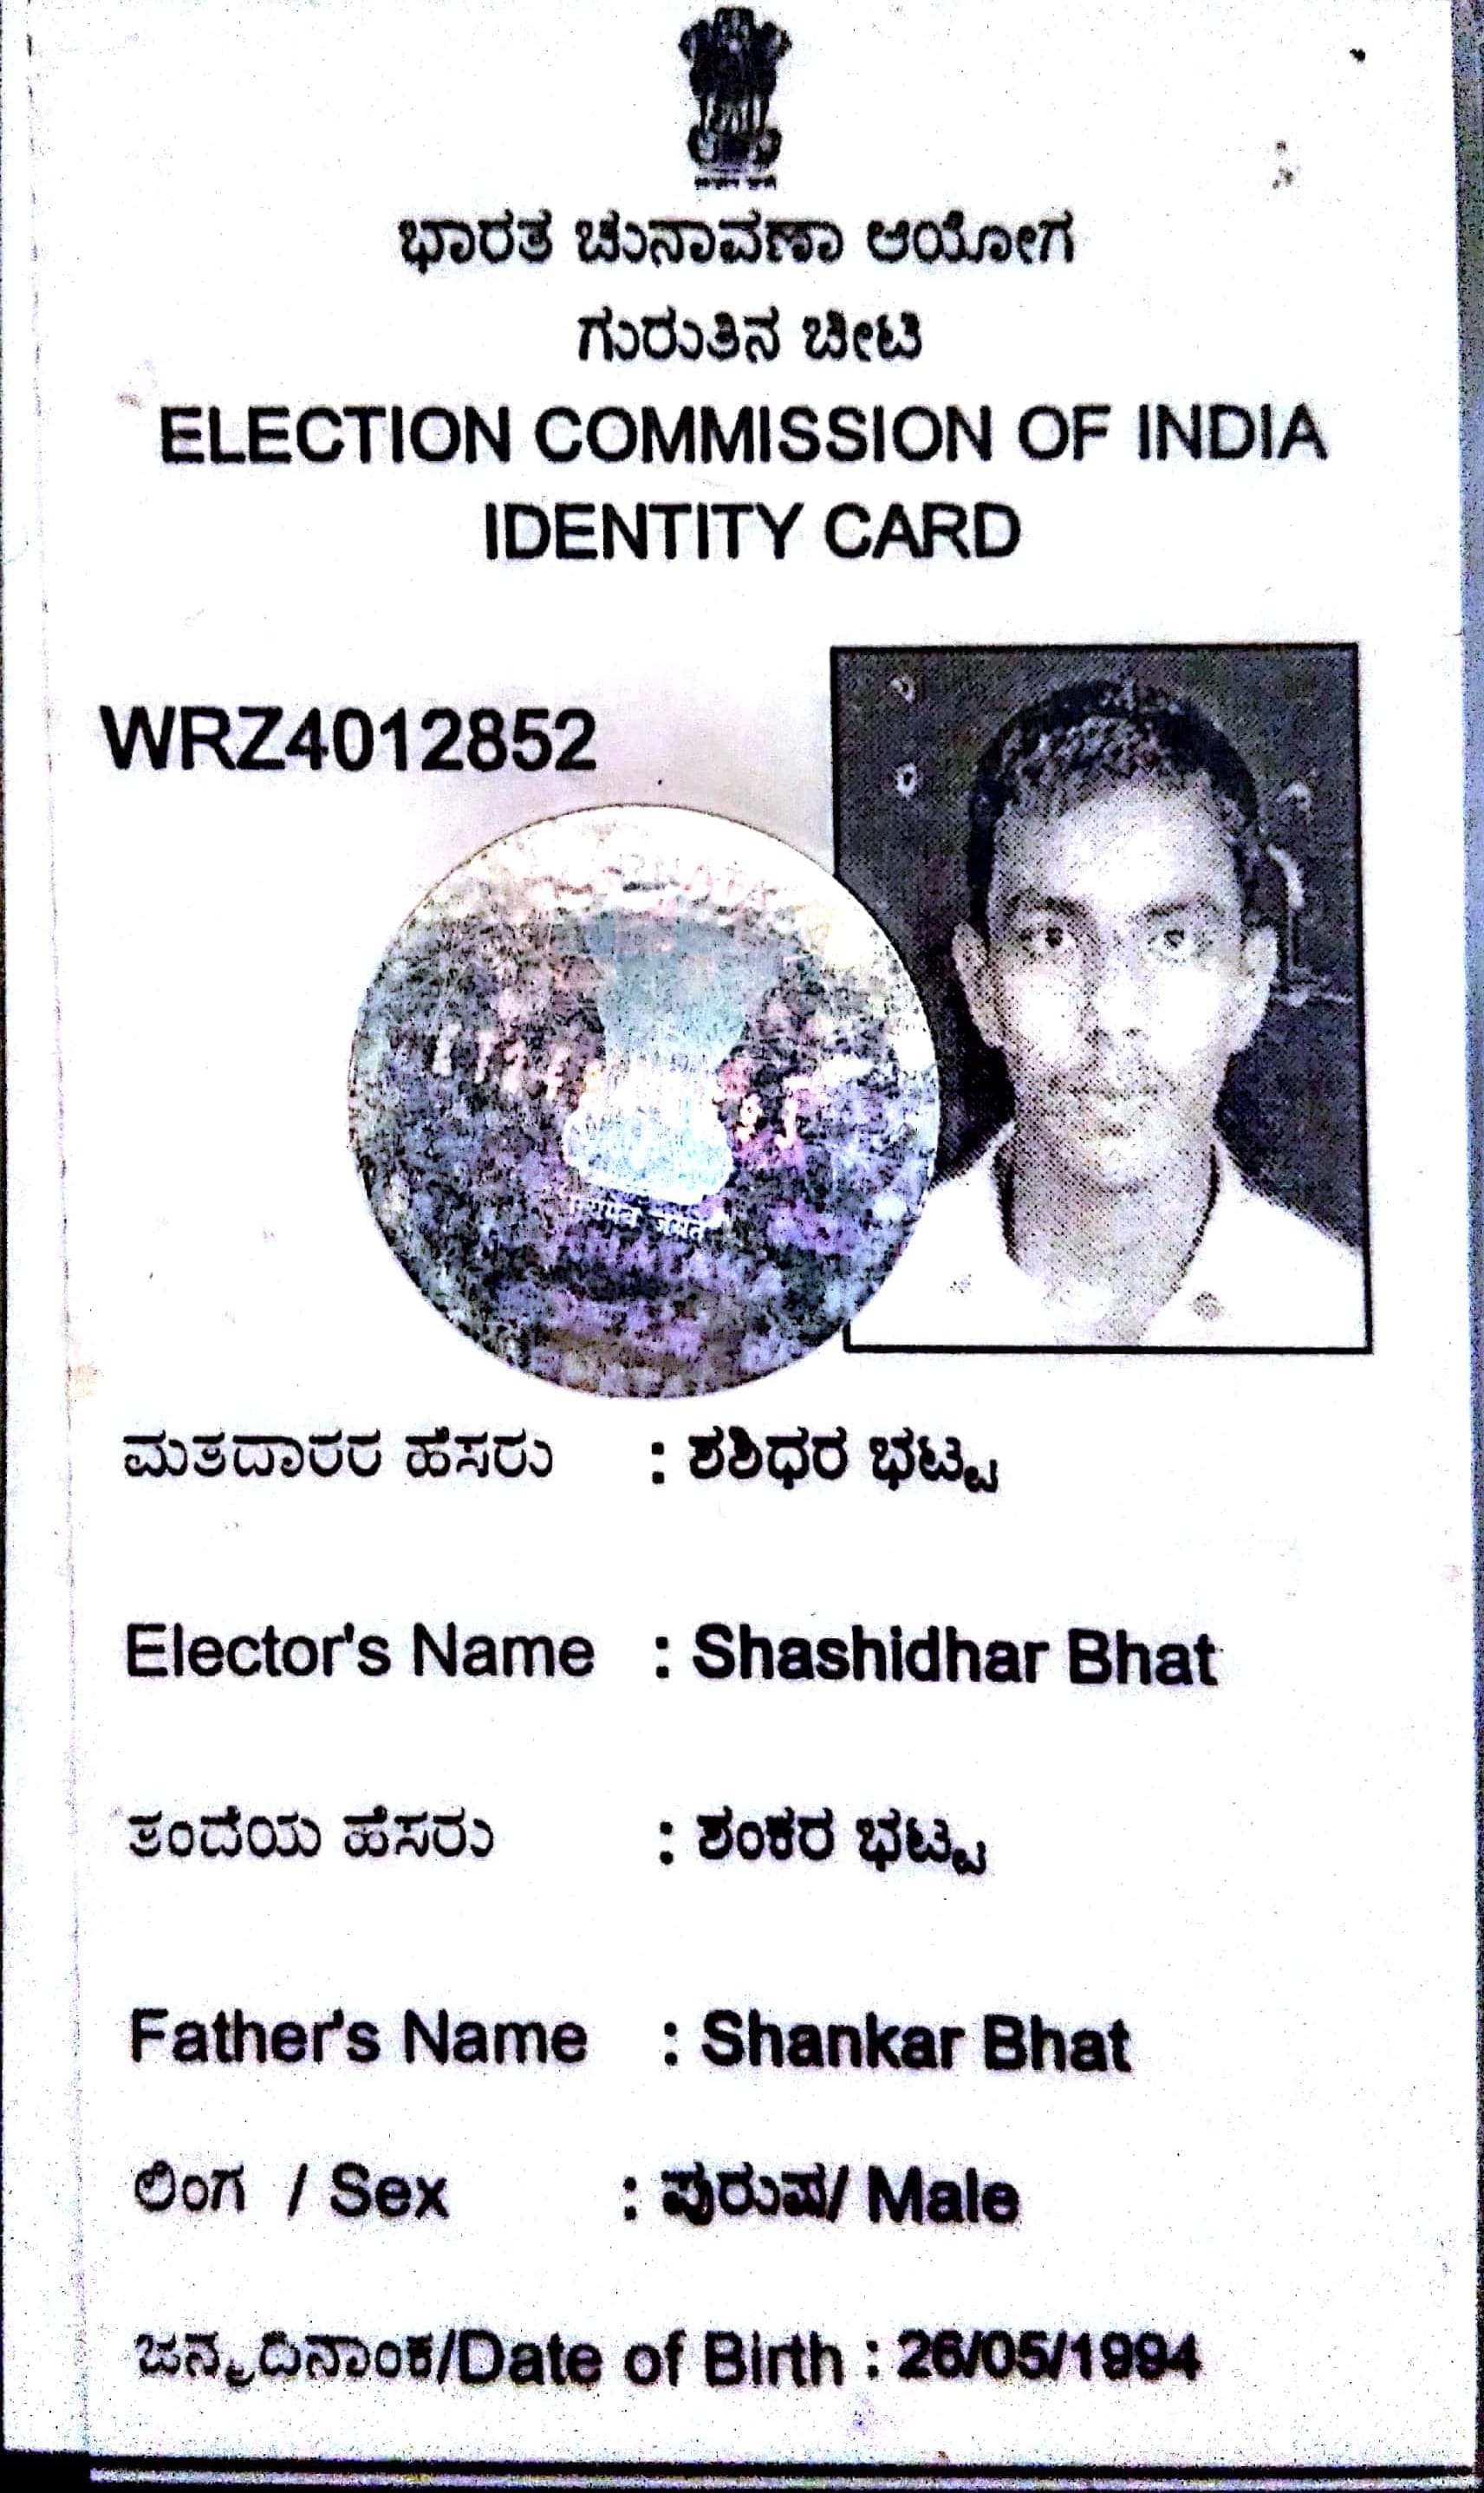 ಭಾರತ ಚುನಾವಣಾ ಆಯೋಗ
ಗುರುತಿನ ಚೀಟಿ
ELECTION COMMISSION OF INDIA
IDENTITY CARD
WRZ4012852
ಮತದಾರರ ಹೆಸರು : ಶಶಿಧರ ಭಟ್ಟ
Elector's Name : Shashidhar Bhat
ತಂದೆಯ ಹೆಸರು : ಶಂಕರ ಭಟ್ಟ
Father's Name : Shankar Bhat
ಲಿಂಗ / Sex : ಪುರುಷ/ Male
ಜನ್ಮದಿನಾಂಕ/Date of Birth : 26/05/1994